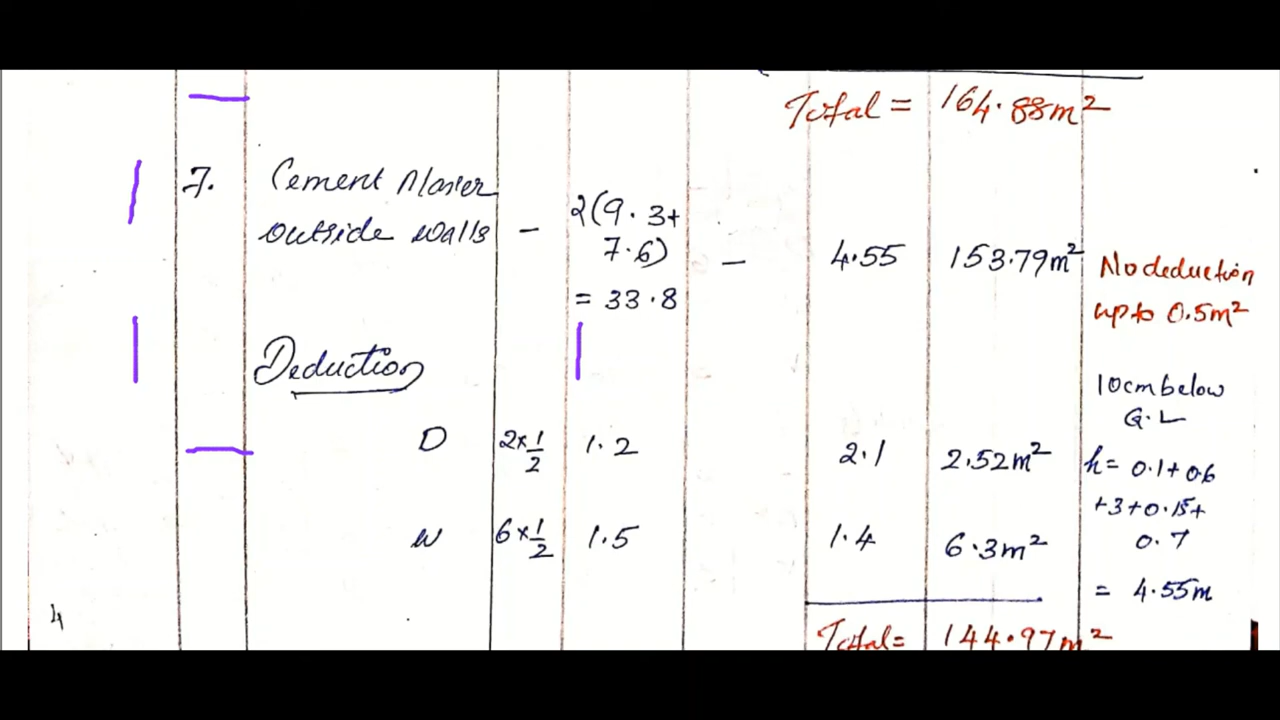 Total = 164.88m²
7. Cement Plaster
outside walls - 2(9.3+
7.6)
= 33.8
- 4.55 153.79m²
No deduction
upto 0.5m²
Deduction
10cm below
G.L
D 2×1/2 1.2 2.1 2.52m²
h= 0.1+0.6
+3+0.15+
0.7
W 6×1/2 1.5 1.4 6.3m²
= 4.55m
4
Total= 144.97m²